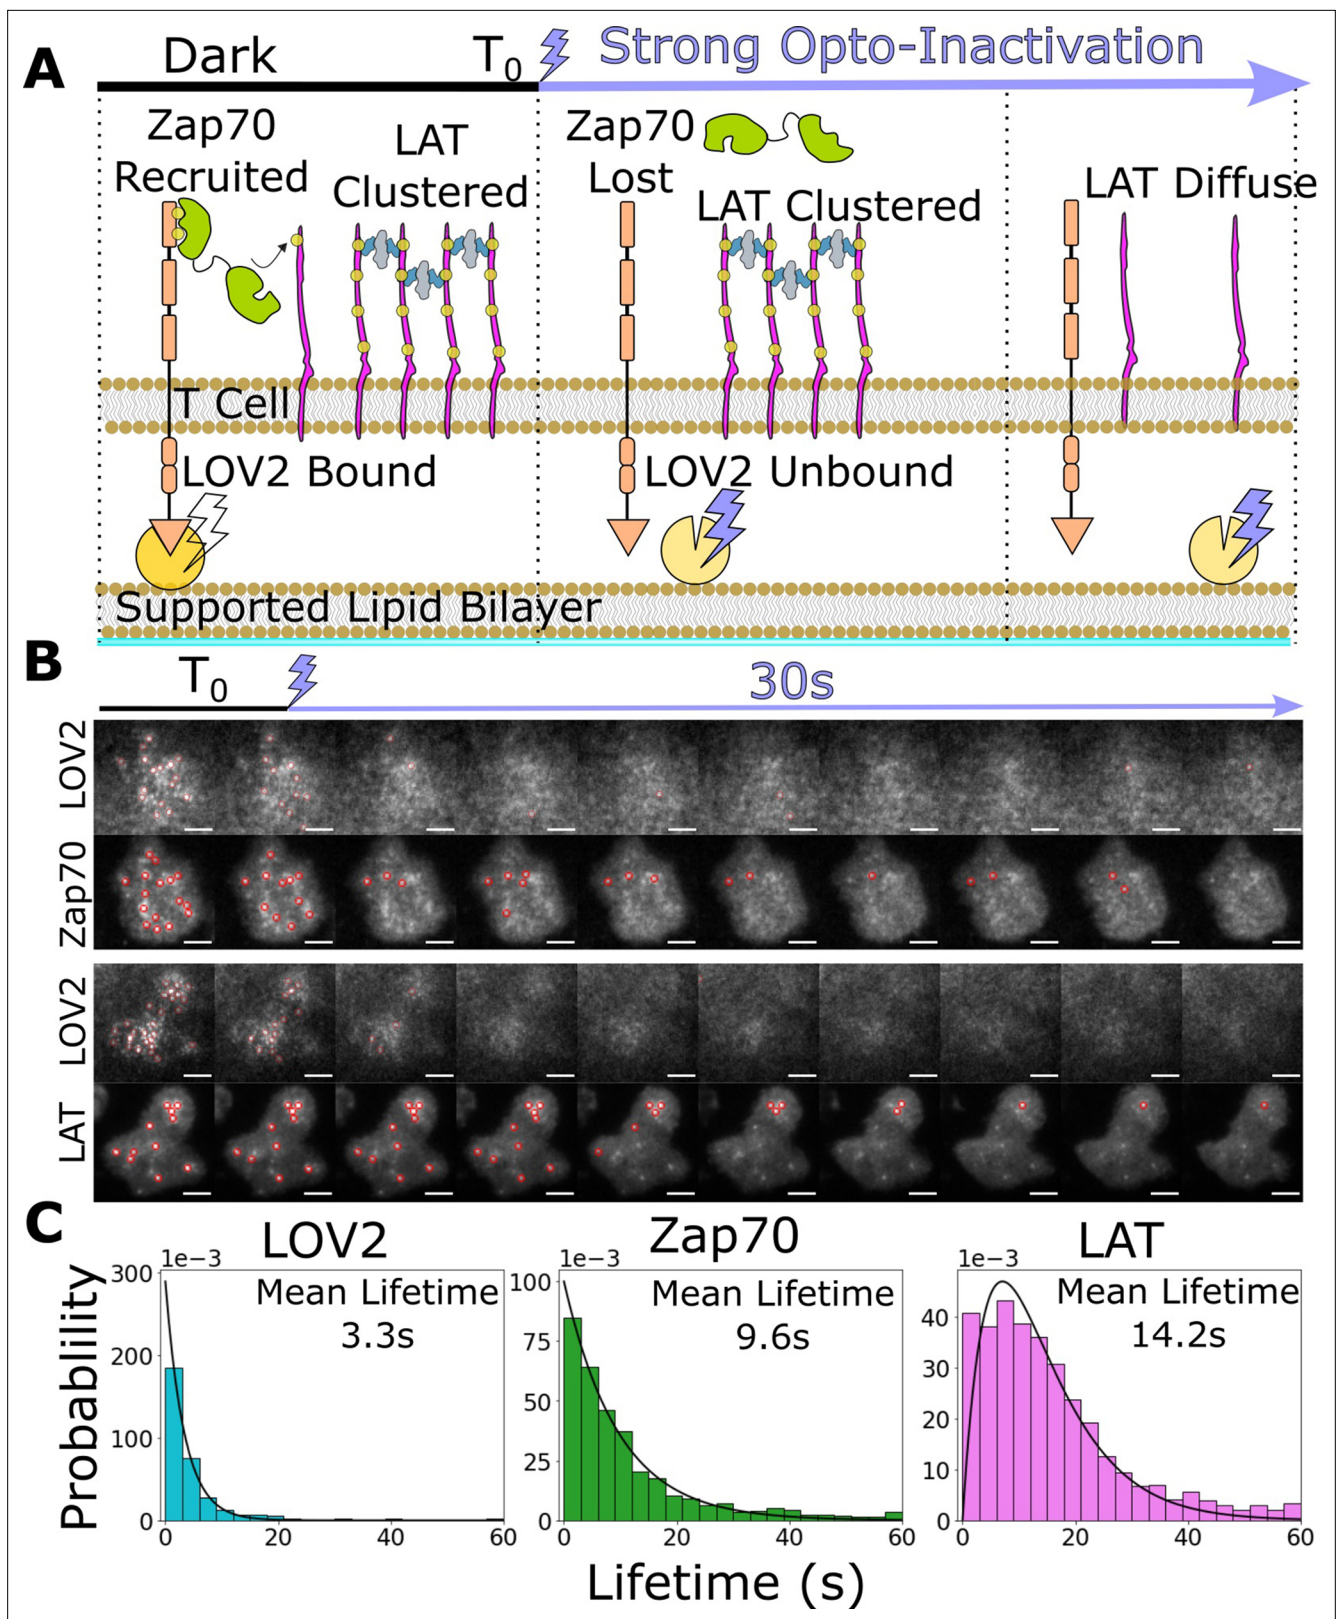 A
Dark
T0
Strong Opto-Inactivation
Zap70
Recruited
LAT
Clustered
Zap70
Lost
LAT Clustered
LAT Diffuse
T Cell
LOV2 Bound
LOV2 Unbound
Supported Lipid Bilayer
B
T0
30s
LOV2
Zap70
LOV2
LAT
C
LOV2
Zap70
LAT
1e−3
1e−3
1e−3
Mean Lifetime
3.3s
Mean Lifetime
9.6s
Mean Lifetime
14.2s
Probablility
300
200
100
0
100
75
50
25
0
40
30
20
10
0
0 20 40 60
0 20 40 60
0 20 40 60
Lifetime (s)